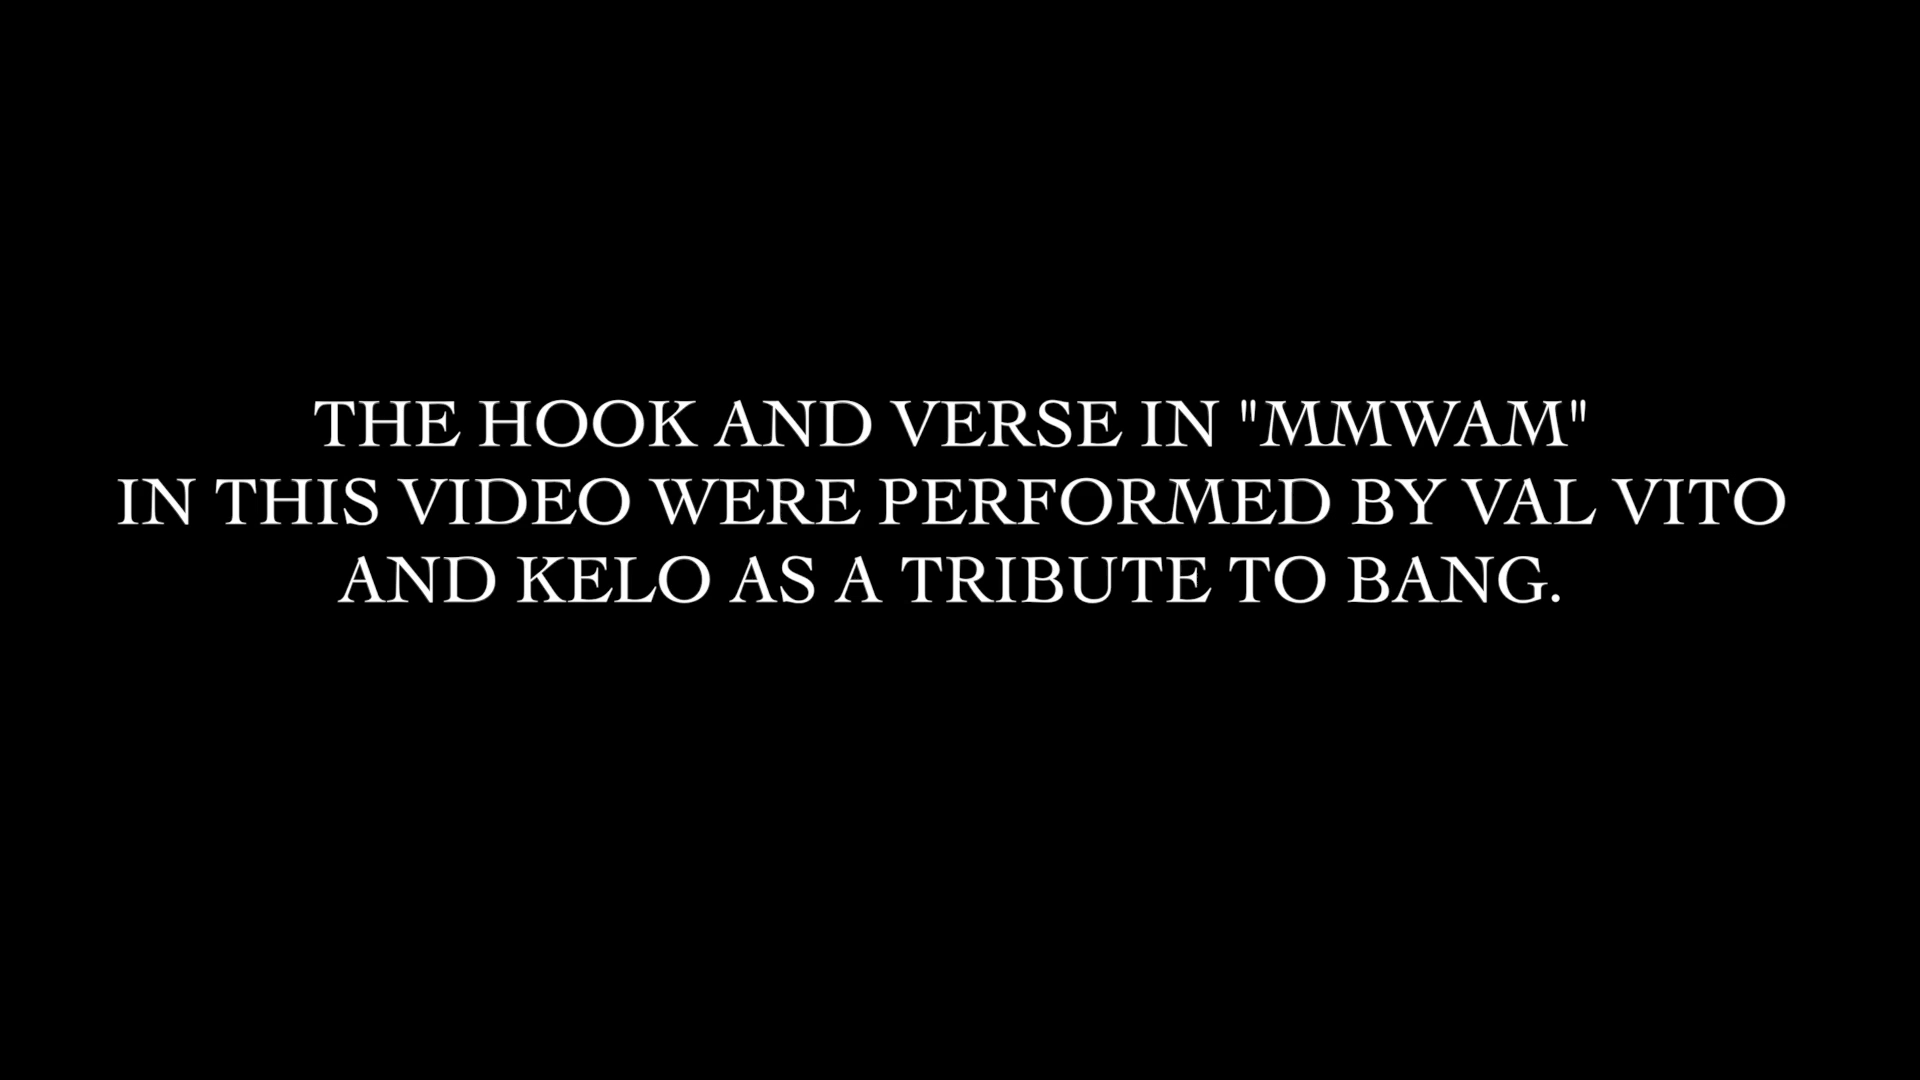 THE HOOK AND VERSE IN "MMWAM"
IN THIS VIDEO WERE PERFORMED BY VAL VITO
AND KELO AS A TRIBUTE TO BANG.